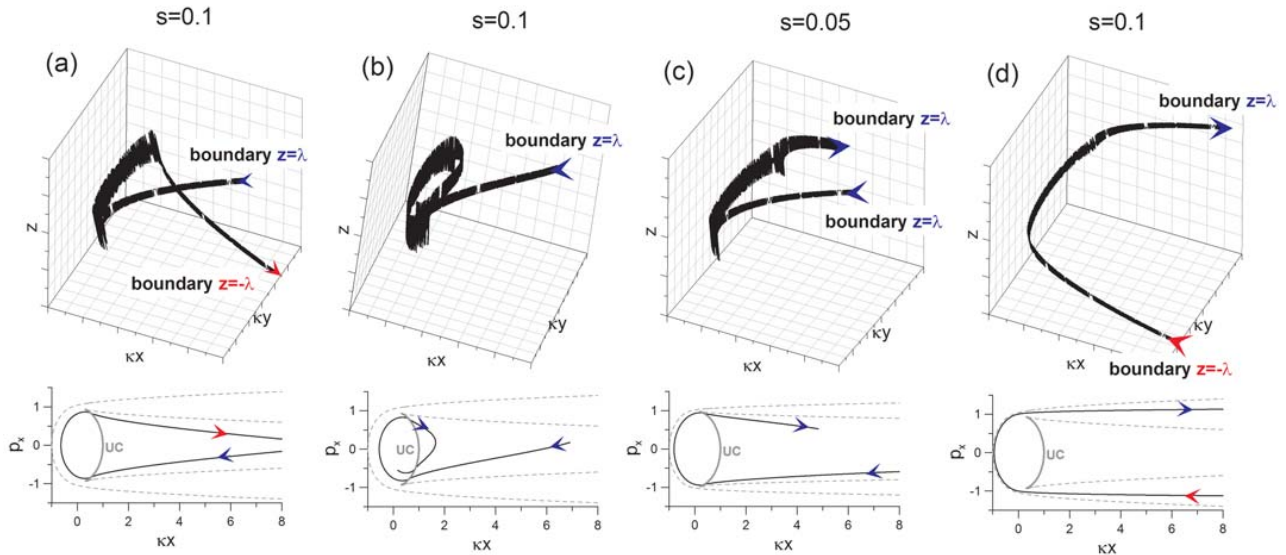 s=0.1
s=0.1
s=0.05
s=0.1
(a)
boundary z=λ
z
boundary z=-λ
κy
κx
(b)
boundary z=λ
z
κy
κx
(c)
boundary z=λ
boundary z=λ
z
κy
κx
(d)
boundary z=λ
z
κy
κx
boundary z=-λ
1
0
-1
pₓ
UC
0 2 4 6 8
κx
1
0
-1
pₓ
UC
0 2 4 6 8
κx
1
0
-1
pₓ
UC
0 2 4 6 8
κx
1
0
-1
pₓ
UC
0 2 4 6 8
κx